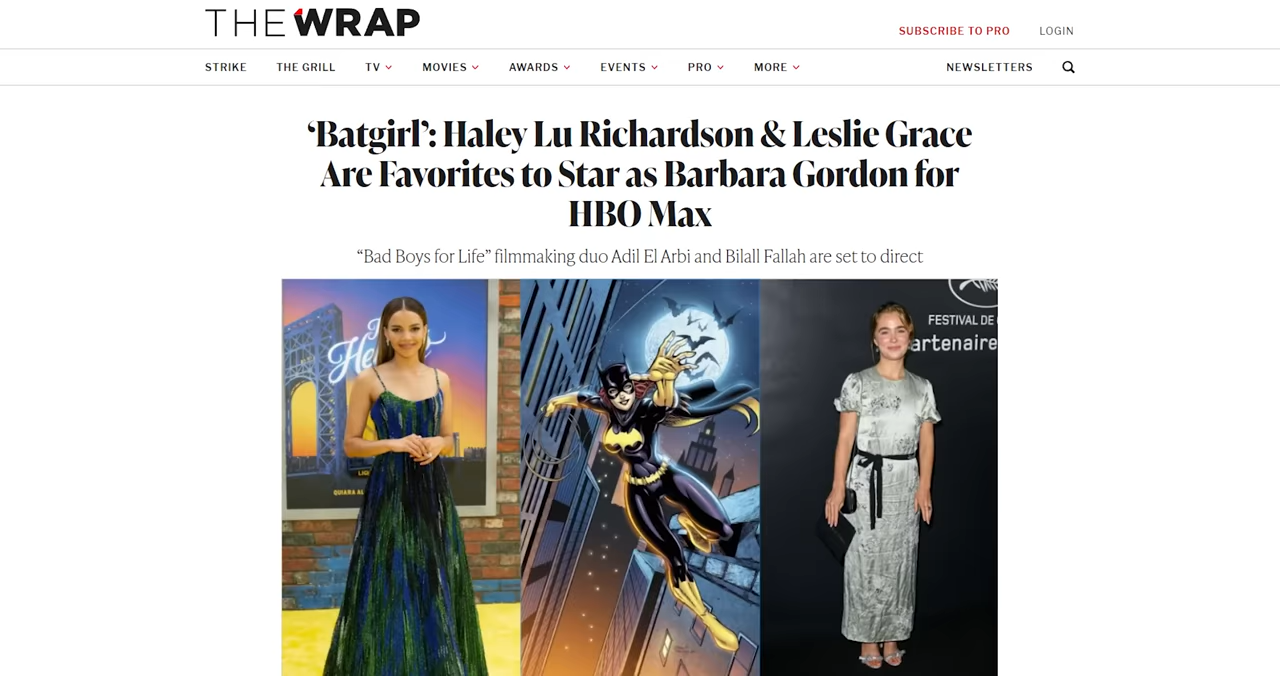 THE WRAP
SUBSCRIBE TO PRO LOGIN
STRIKE THE GRILL TV MOVIES AWARDS EVENTS PRO MORE NEWSLETTERS
‘Batgirl’: Haley Lu Richardson & Leslie Grace
Are Favorites to Star as Barbara Gordon for
HBO Max
“Bad Boys for Life” filmmaking duo Adil El Arbi and Bilall Fallah are set to direct
FESTIVAL DE
artenaire
QUIARA AL